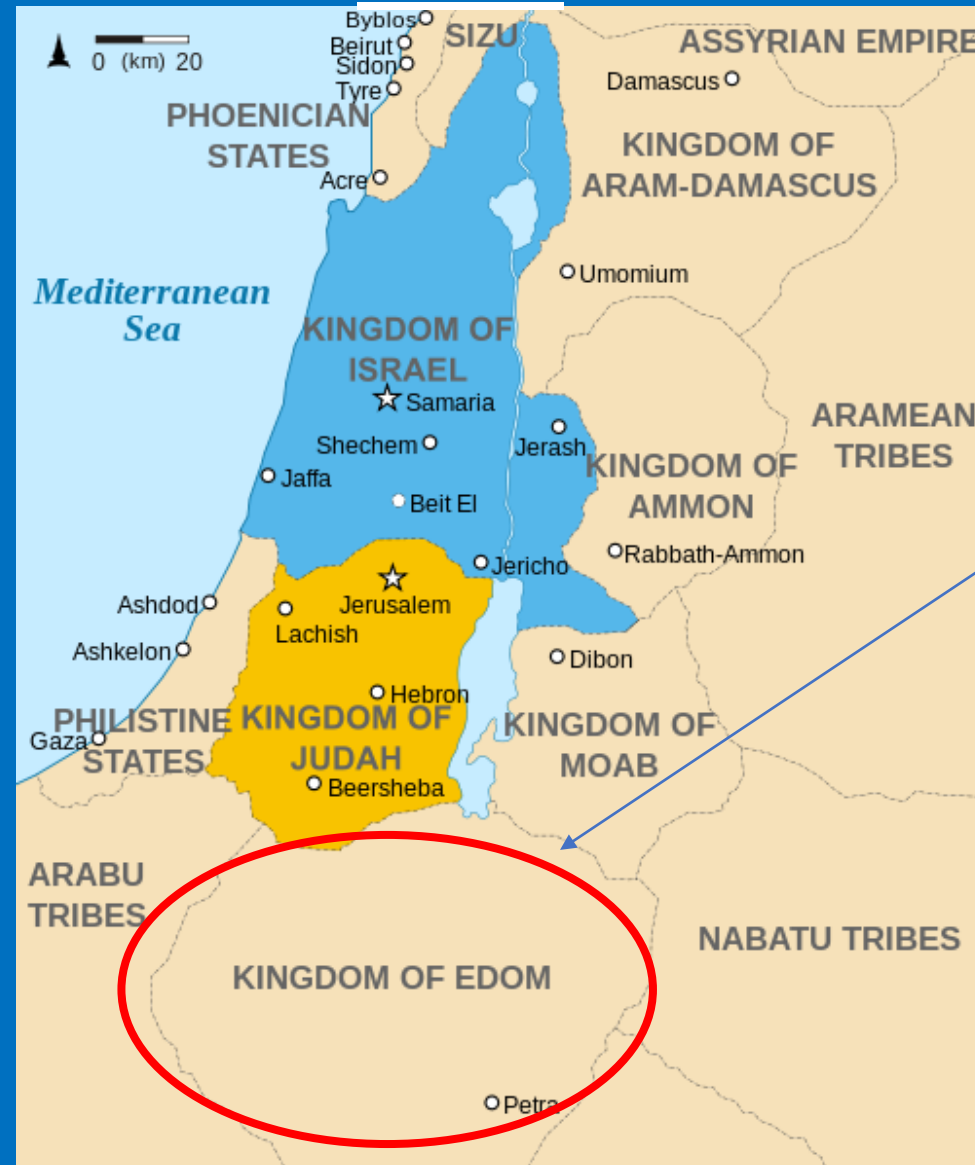 Byblos
SIZU
ASSYRIAN EMPIRE
Beirut
0 (km) 20
Sidon
Damascus
Tyre
PHOENICIAN
STATES
KINGDOM OF
ARAM-DAMASCUS
Acre
Umomium
Mediterranean
Sea
KINGDOM OF
ISRAEL
Samaria
ARAMEAN
TRIBES
Shechem
Jerash
KINGDOM OF
AMMON
Jaffa
Beit El
Rabbath-Ammon
Jericho
Jerusalem
Ashdod
Lachish
Ashkelon
Dibon
Hebron
PHILISTINE
STATES
KINGDOM OF
JUDAH
KINGDOM OF
MOAB
Gaza
Beersheba
ARABU
TRIBES
NABATU TRIBES
KINGDOM OF EDOM
Petra